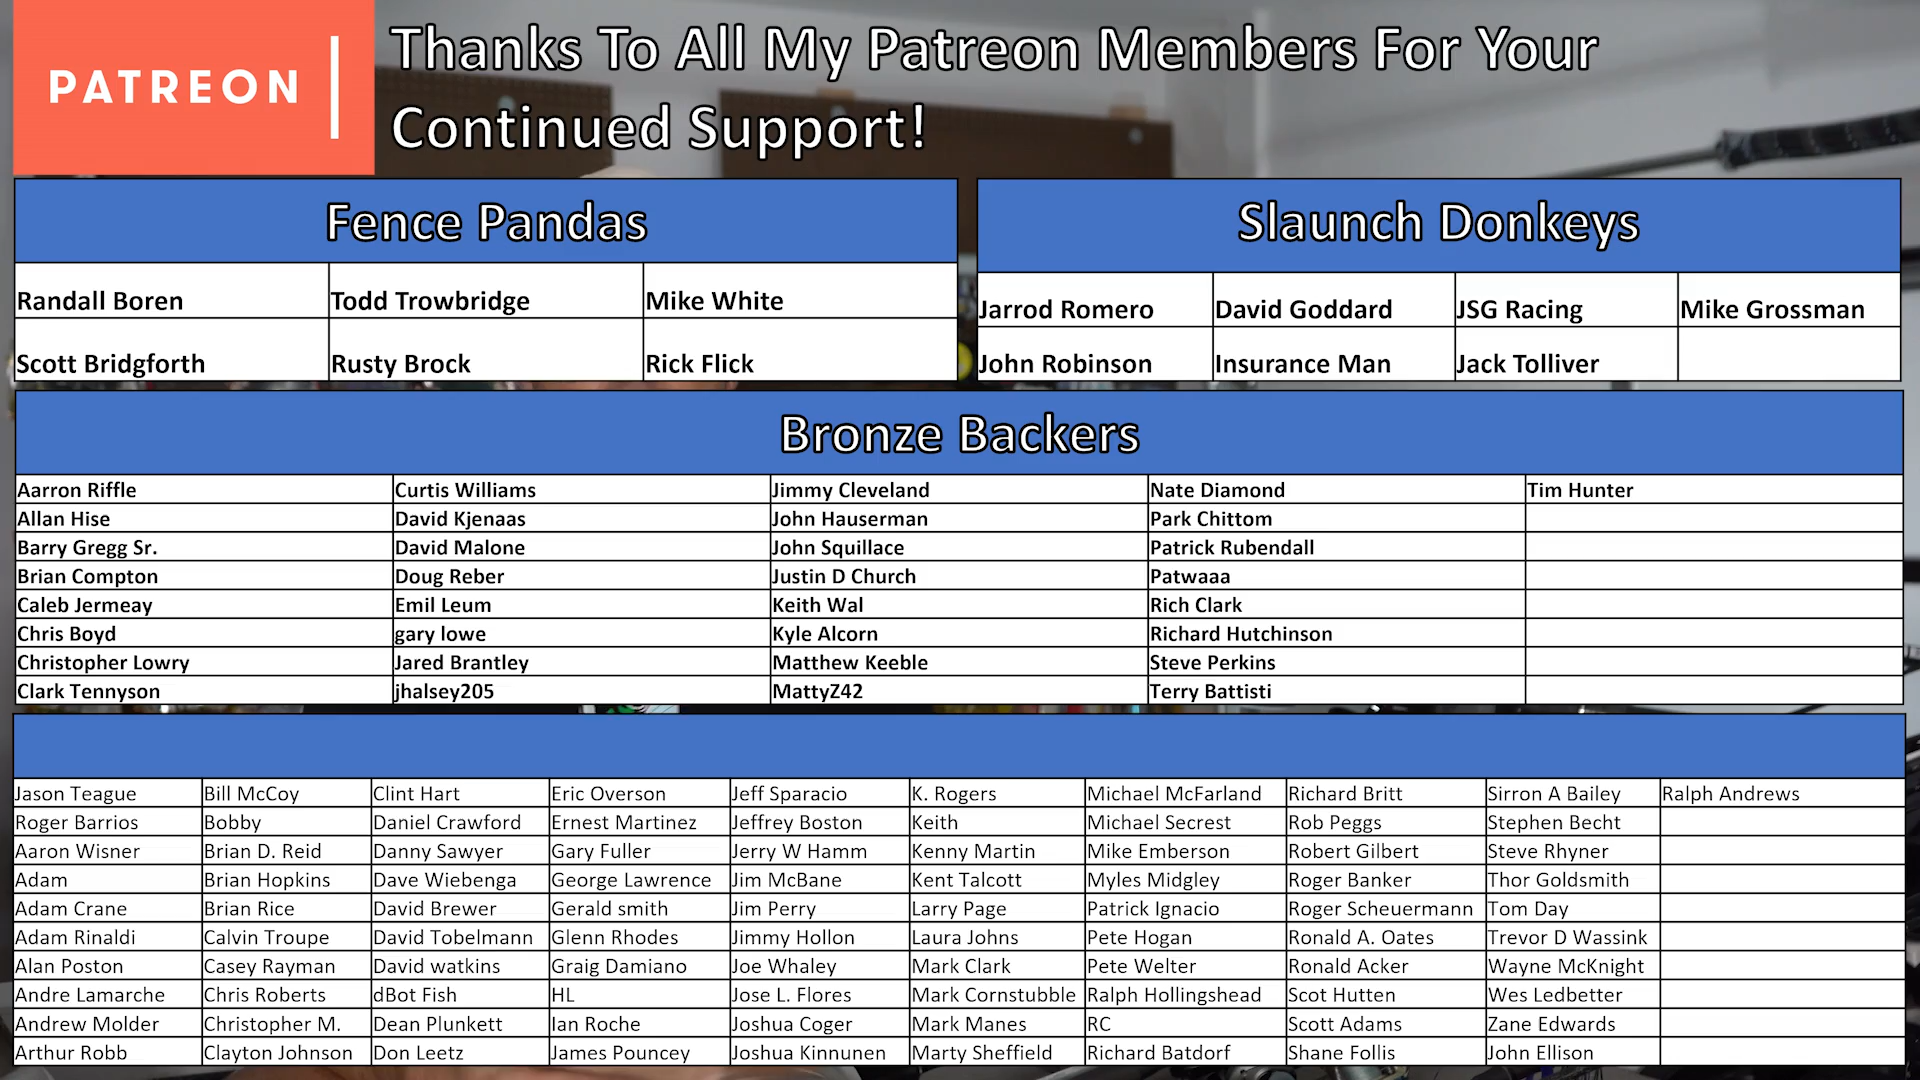 PATREON
Thanks To All My Patreon Members For Your
Continued Support!
Fence Pandas
Randall Boren Todd Trowbridge Mike White
Scott Bridgforth Rusty Brock Rick Flick
Slaunch Donkeys
Jarrod Romero David Goddard JSG Racing Mike Grossman
John Robinson Insurance Man Jack Tolliver
Bronze Backers
Aarron Riffle Curtis Williams Jimmy Cleveland Nate Diamond Tim Hunter
Allan Hise David Kjenaas John Hauserman Park Chittom
Barry Gregg Sr. David Malone John Squillace Patrick Rubendall
Brian Compton Doug Reber Justin D Church Patwaaa
Caleb Jermeay Emil Leum Keith Wal Rich Clark
Chris Boyd gary lowe Kyle Alcorn Richard Hutchinson
Christopher Lowry Jared Brantley Matthew Keeble Steve Perkins
Clark Tennyson jhalsey205 MattyZ42 Terry Battisti
Jason Teague Bill McCoy Clint Hart Eric Overson Jeff Sparacio K. Rogers Michael McFarland Richard Britt Sirron A Bailey Ralph Andrews
Roger Barrios Bobby Daniel Crawford Ernest Martinez Jeffrey Boston Keith Michael Secrest Rob Peggs Stephen Becht
Aaron Wisner Brian D. Reid Danny Sawyer Gary Fuller Jerry W Hamm Kenny Martin Mike Emberson Robert Gilbert Steve Rhyner
Adam Brian Hopkins Dave Wiebenga George Lawrence Jim McBane Kent Talcott Myles Midgley Roger Banker Thor Goldsmith
Adam Crane Brian Rice David Brewer Gerald smith Jim Perry Larry Page Patrick Ignacio Roger Scheuermann Tom Day
Adam Rinaldi Calvin Troupe David Tobelmann Glenn Rhodes Jimmy Hollon Laura Johns Pete Hogan Ronald A. Oates Trevor D Wassink
Alan Poston Casey Rayman David watkins Graig Damiano Joe Whaley Mark Clark Pete Welter Ronald Acker Wayne McKnight
Andre Lamarche Chris Roberts dBot Fish HL Jose L. Flores Mark Cornstubble Ralph Hollingshead Scot Hutten Wes Ledbetter
Andrew Molder Christopher M. Dean Plunkett Ian Roche Joshua Coger Mark Manes RC Scott Adams Zane Edwards
Arthur Robb Clayton Johnson Don Leetz James Pouncey Joshua Kinnunen Marty Sheffield Richard Batdorf Shane Follis John Ellison